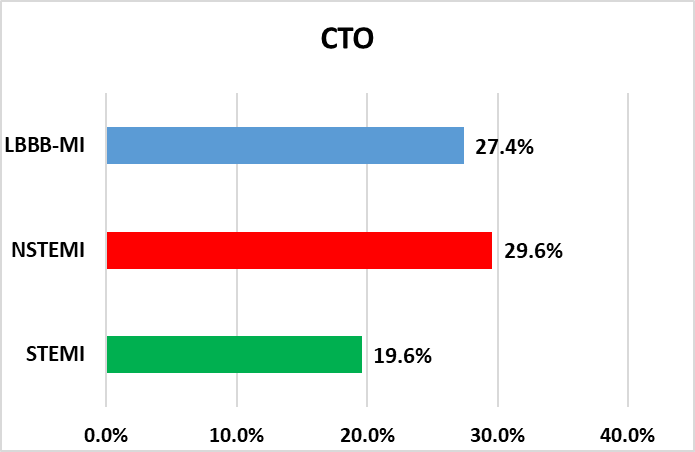 CTO
LBBB-MI
27.4%
NSTEMI
29.6%
STEMI
19.6%
0.0% 10.0% 20.0% 30.0% 40.0%